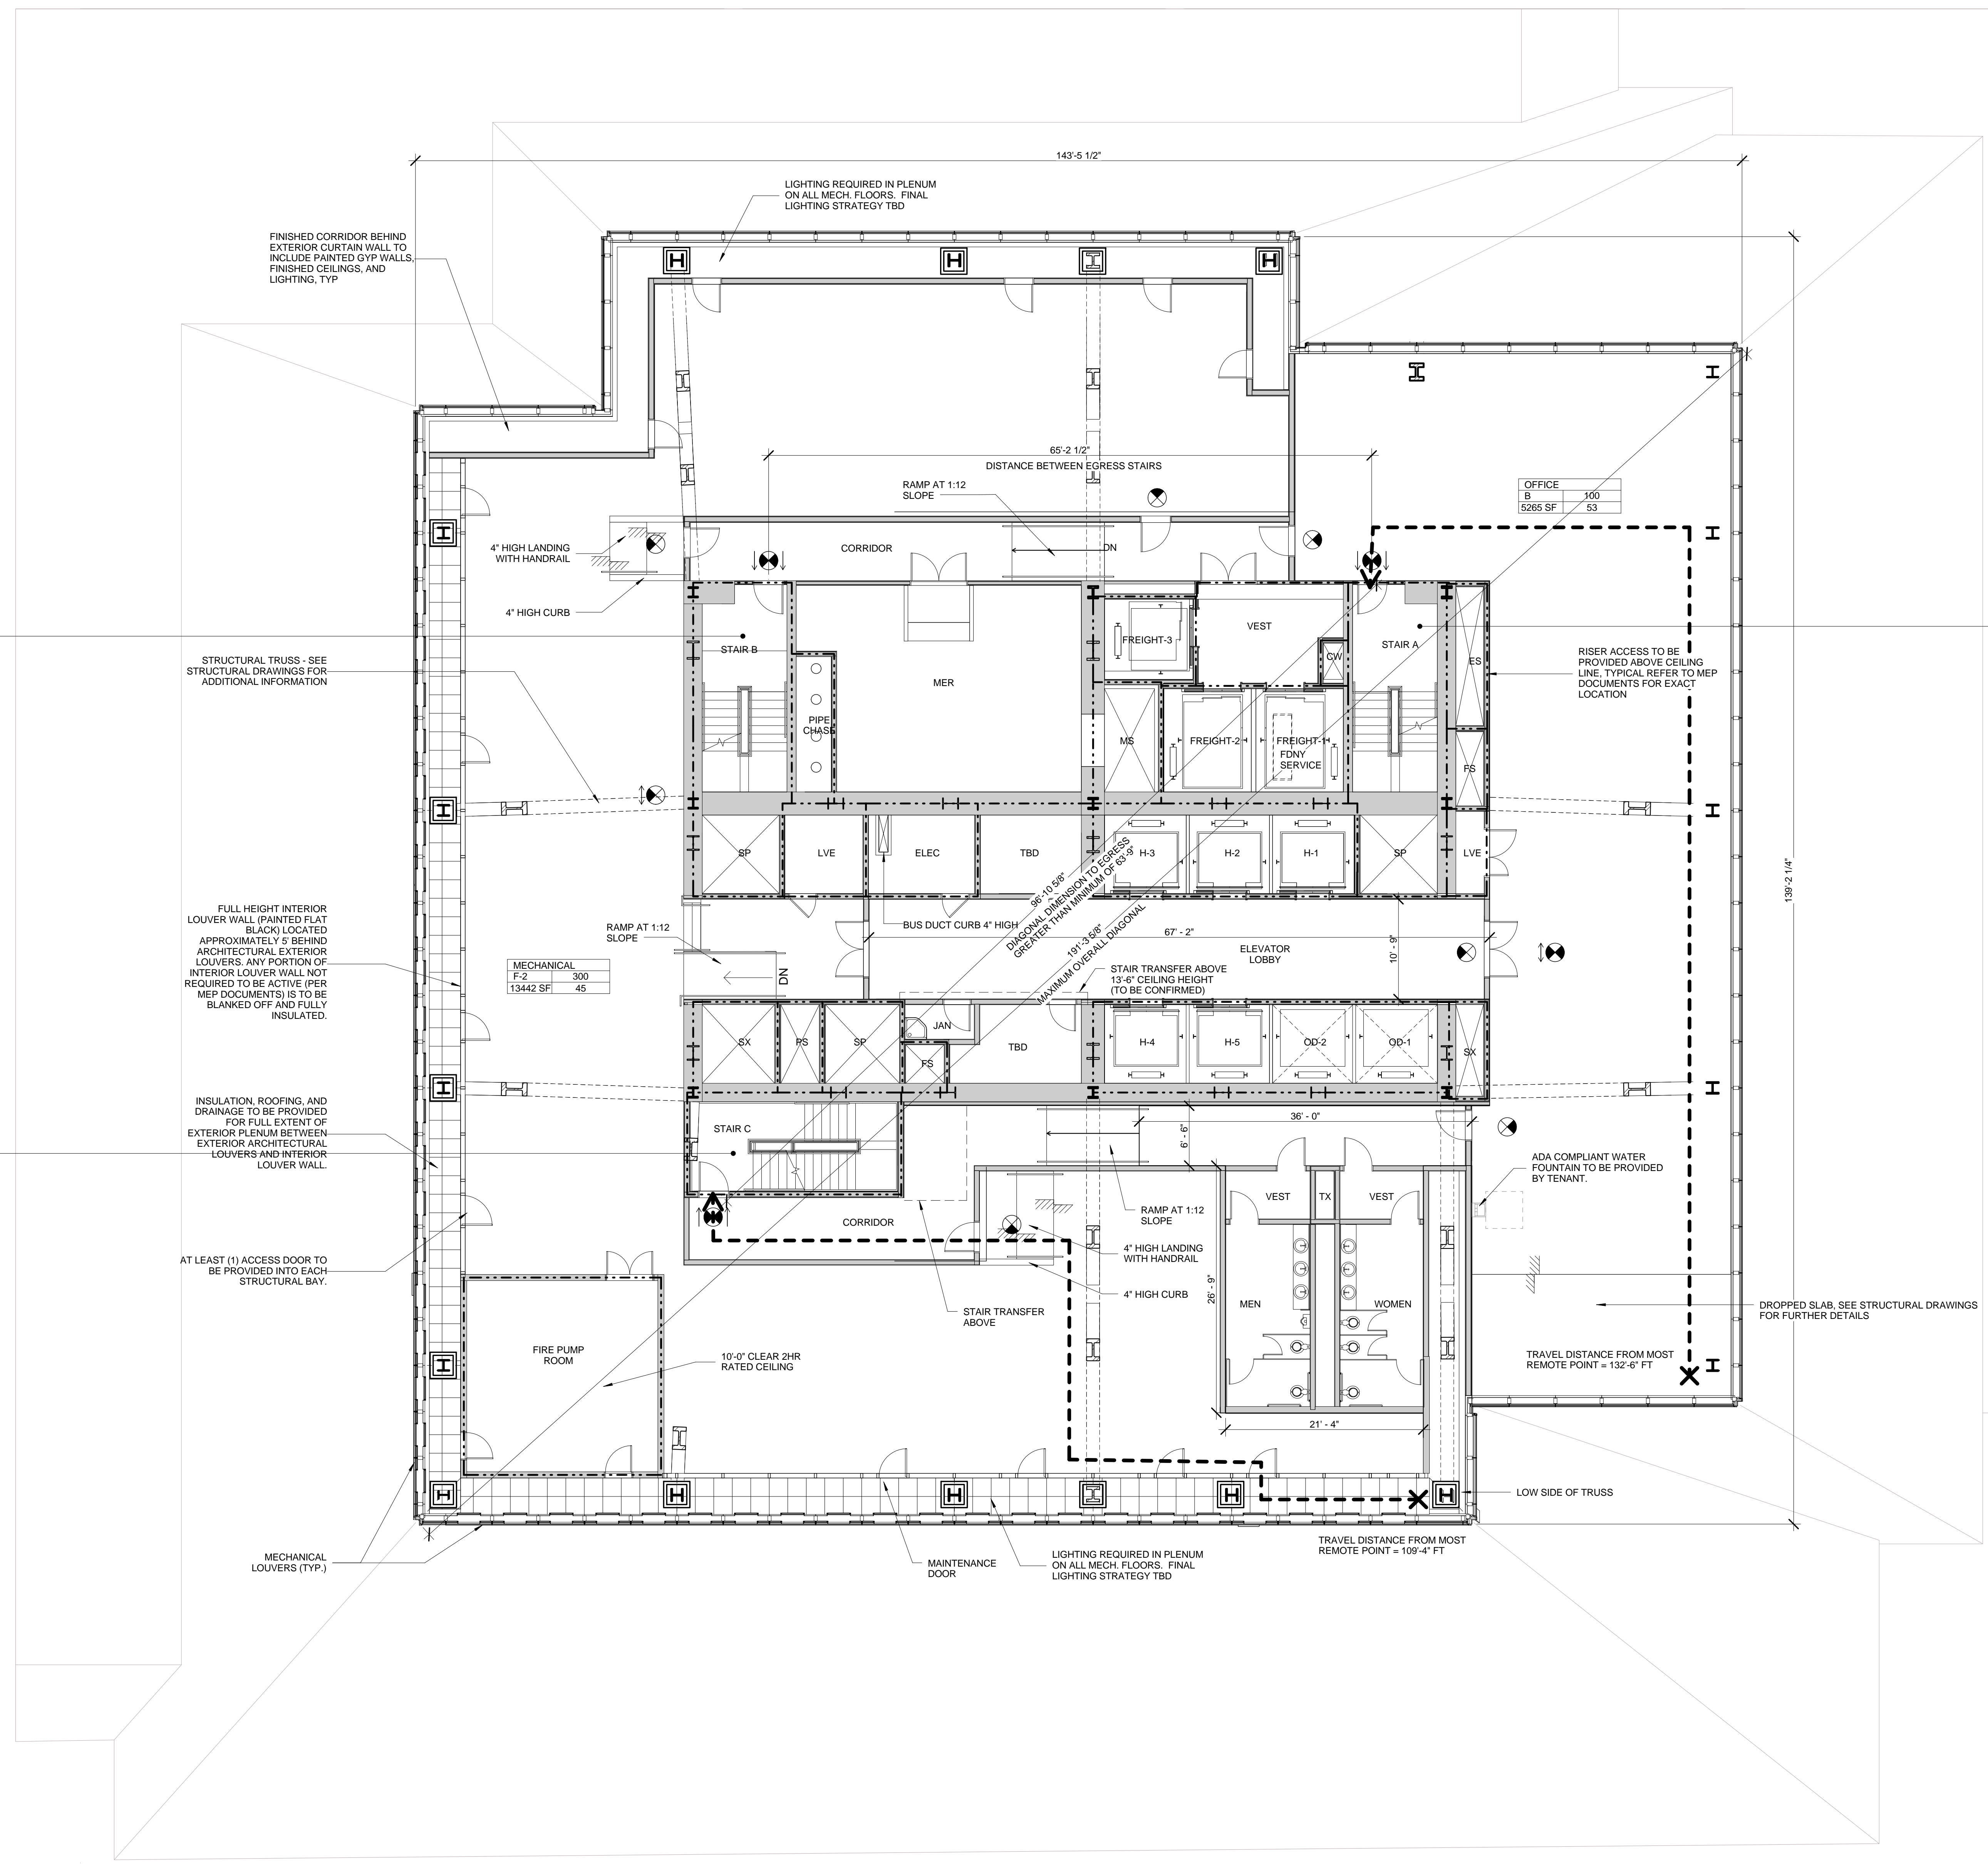 143'-5 1/2"
LIGHTING REQUIRED IN PLENUM
ON ALL MECH. FLOORS.  FINAL
LIGHTING STRATEGY TBD
FINISHED CORRIDOR BEHIND
EXTERIOR CURTAIN WALL TO
INCLUDE PAINTED GYP WALLS,
FINISHED CEILINGS, AND
LIGHTING, TYP
65'-2 1/2"
DISTANCE BETWEEN EGRESS STAIRS
RAMP AT 1:12
SLOPE
OFFICE
B 100
5265 SF 53
4" HIGH LANDING
WITH HANDRAIL
CORRIDOR
DN
4" HIGH CURB
STAIR B
MER
PIPE
CHASE
FREIGHT-3
VEST
CW
STAIR A
ES
MS
FREIGHT-2
FREIGHT-1
FDNY
SERVICE
FS
STRUCTURAL TRUSS - SEE
STRUCTURAL DRAWINGS FOR
ADDITIONAL INFORMATION
RISER ACCESS TO BE
PROVIDED ABOVE CEILING
LINE, TYPICAL REFER TO MEP
DOCUMENTS FOR EXACT
LOCATION
SP
LVE
ELEC
TBD
H-3
H-2
H-1
SP
LVE
139'-2 1/4"
96'-10 5/8"
DIAGONAL DIMENSION TO EGRESS
GREATER THAN MINIMUM OF 63'-9"
191'-3 5/8"
MAXIMUM OVERALL DIAGONAL
FULL HEIGHT INTERIOR
LOUVER WALL (PAINTED FLAT
BLACK) LOCATED
APPROXIMATELY 5' BEHIND
ARCHITECTURAL EXTERIOR
LOUVERS. ANY PORTION OF
INTERIOR LOUVER WALL NOT
REQUIRED TO BE ACTIVE (PER
MEP DOCUMENTS) IS TO BE
BLANKED OFF AND FULLY
INSULATED.
RAMP AT 1:12
SLOPE
BUS DUCT CURB 4" HIGH
67' - 2"
10' - 9"
ELEVATOR
LOBBY
MECHANICAL
F-2 300
13442 SF 45
DN
STAIR TRANSFER ABOVE
13'-6" CEILING HEIGHT
(TO BE CONFIRMED)
SX
PS
SP
JAN
FS
TBD
H-4
H-5
OD-2
OD-1
SX
INSULATION, ROOFING, AND
DRAINAGE TO BE PROVIDED
FOR FULL EXTENT OF
EXTERIOR PLENUM BETWEEN
EXTERIOR ARCHITECTURAL
LOUVERS AND INTERIOR
LOUVER WALL.
STAIR C
6' - 6"
36' - 0"
ADA COMPLIANT WATER
FOUNTAIN TO BE PROVIDED
BY TENANT.
VEST
TX
VEST
RAMP AT 1:12
SLOPE
CORRIDOR
4" HIGH LANDING
WITH HANDRAIL
4" HIGH CURB
26' - 9"
MEN
WOMEN
AT LEAST (1) ACCESS DOOR TO
BE PROVIDED INTO EACH
STRUCTURAL BAY.
STAIR TRANSFER
ABOVE
DROPPED SLAB, SEE STRUCTURAL DRAWINGS
FOR FURTHER DETAILS
FIRE PUMP
ROOM
10'-0" CLEAR 2HR
RATED CEILING
TRAVEL DISTANCE FROM MOST
REMOTE POINT = 132'-6" FT
21' - 4"
LOW SIDE OF TRUSS
TRAVEL DISTANCE FROM MOST
REMOTE POINT = 109'-4" FT
MECHANICAL
LOUVERS (TYP.)
MAINTENANCE
DOOR
LIGHTING REQUIRED IN PLENUM
ON ALL MECH. FLOORS.  FINAL
LIGHTING STRATEGY TBD